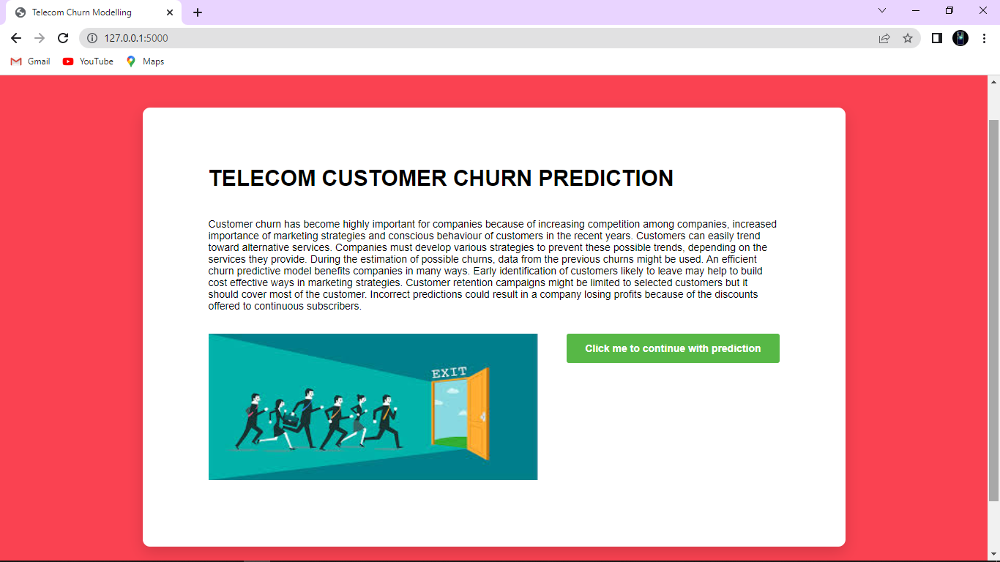 Telecom Churn Modelling
127.0.0.1:5000
Gmail
YouTube
Maps
TELECOM CUSTOMER CHURN PREDICTION
Customer churn has become highly important for companies because of increasing competition among companies, increased
importance of marketing strategies and conscious behaviour of customers in the recent years. Customers can easily trend
toward alternative services. Companies must develop various strategies to prevent these possible trends, depending on the
services they provide. During the estimation of possible churns, data from the previous churns might be used. An efficient
churn predictive model benefits companies in many ways. Early identification of customers likely to leave may help to build
cost effective ways in marketing strategies. Customer retention campaigns might be limited to selected customers but it
should cover most of the customer. Incorrect predictions could result in a company losing profits because of the discounts
offered to continuous subscribers.
EXIT
Click me to continue with prediction